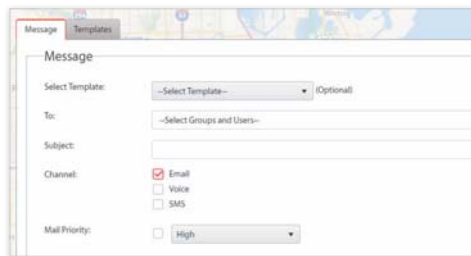 Message Templates
Message
Select Template: --Select Template-- (Optional)
To: --Select Groups and Users--
Subject:
Channel: Email
Voice
SMS
Mail Priority: High